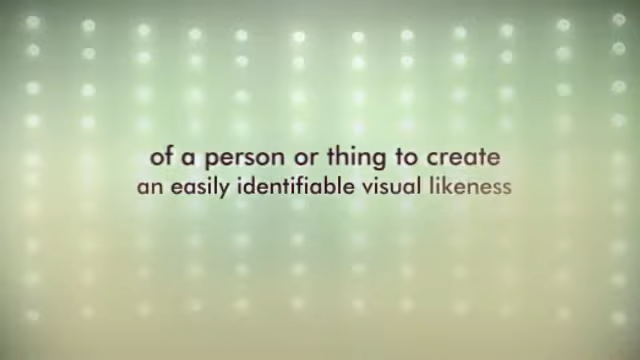 of a person or thing to create
an easily identifiable visual likeness